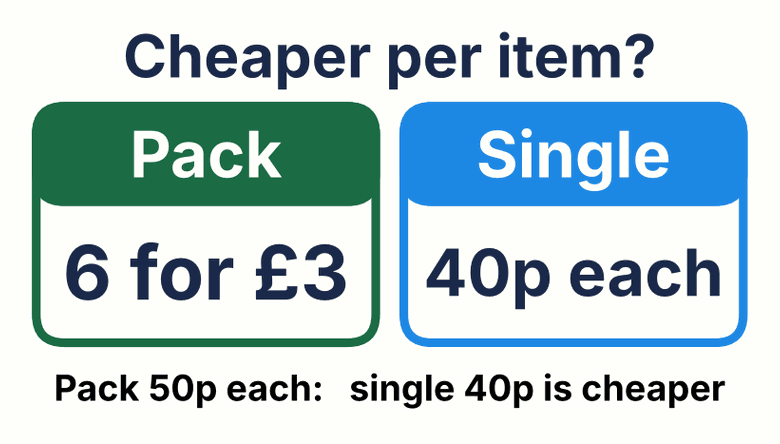 Cheaper per item?
Pack
6 for £3
Single
40p each
Pack 50p each: single 40p is cheaper